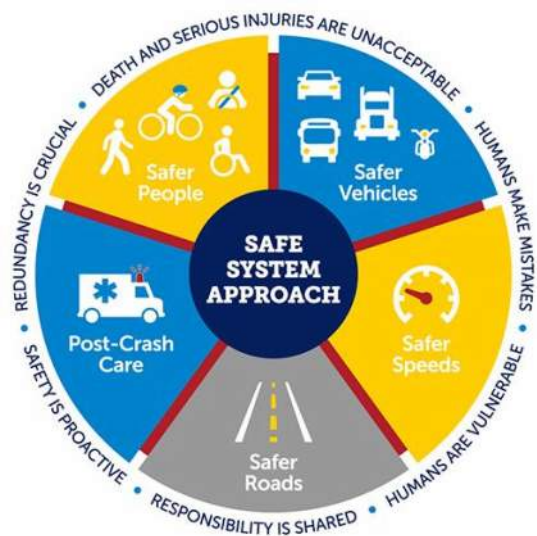 DEATH AND SERIOUS INJURIES ARE UNACCEPTABLE
HUMANS MAKE MISTAKES
HUMANS ARE VULNERABLE
RESPONSIBILITY IS SHARED
SAFETY IS PROACTIVE
REDUNDANCY IS CRUCIAL
Safer
People
Safer
Vehicles
SAFE
SYSTEM
APPROACH
Safer
Speeds
Post-Crash
Care
Safer
Roads